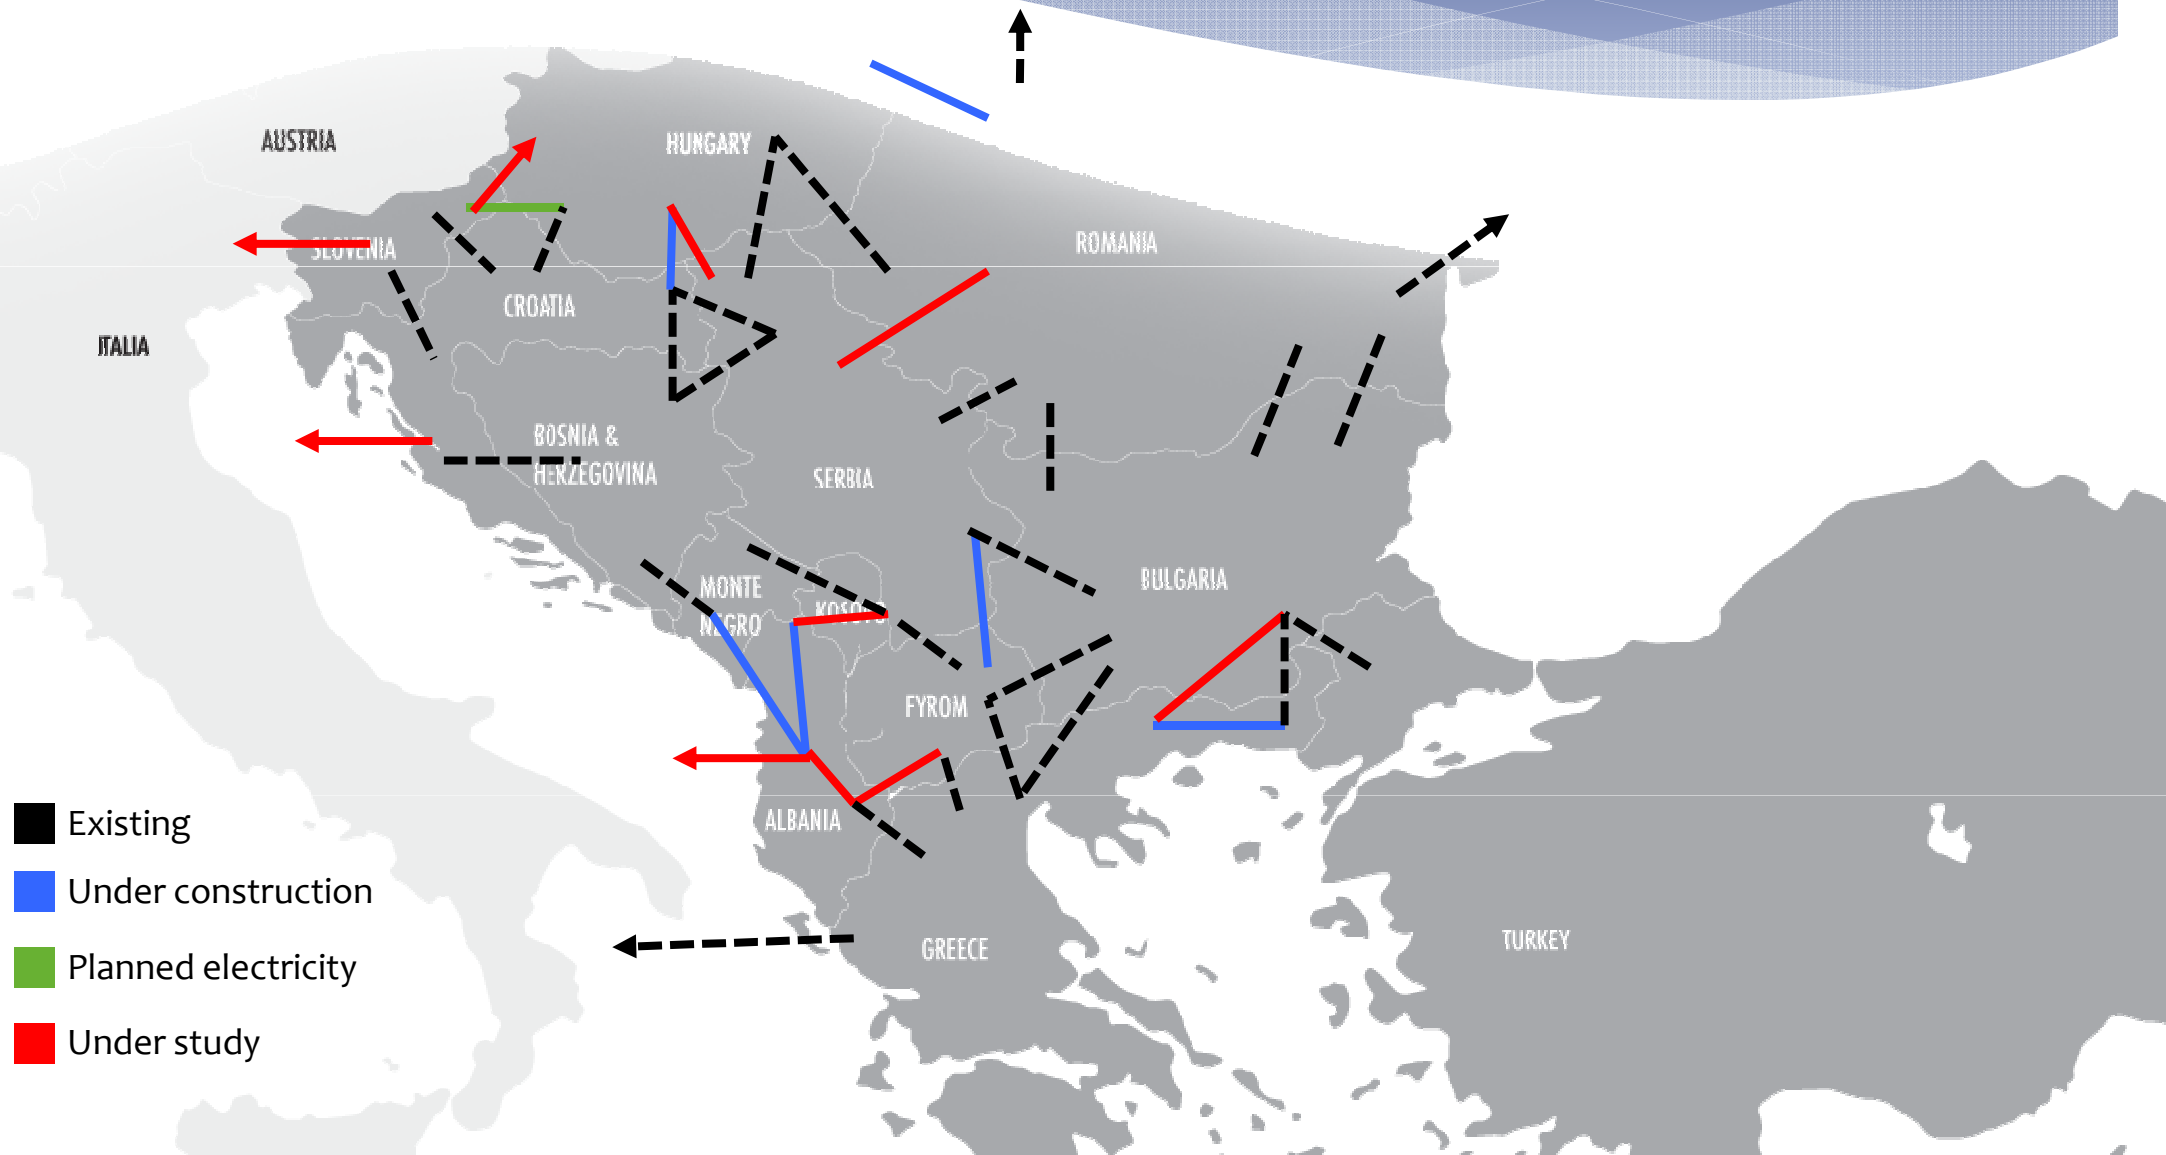 AUSTRIA
HUNGARY
SLOVENIA
ROMANIA
CROATIA
ITALIA
BOSNIA &
HERZEGOVINA
SERBIA
MONTE
NEGRO
KOSOVO
BULGARIA
FYROM
ALBANIA
GREECE
TURKEY
Existing
Under construction
Planned electricity
Under study